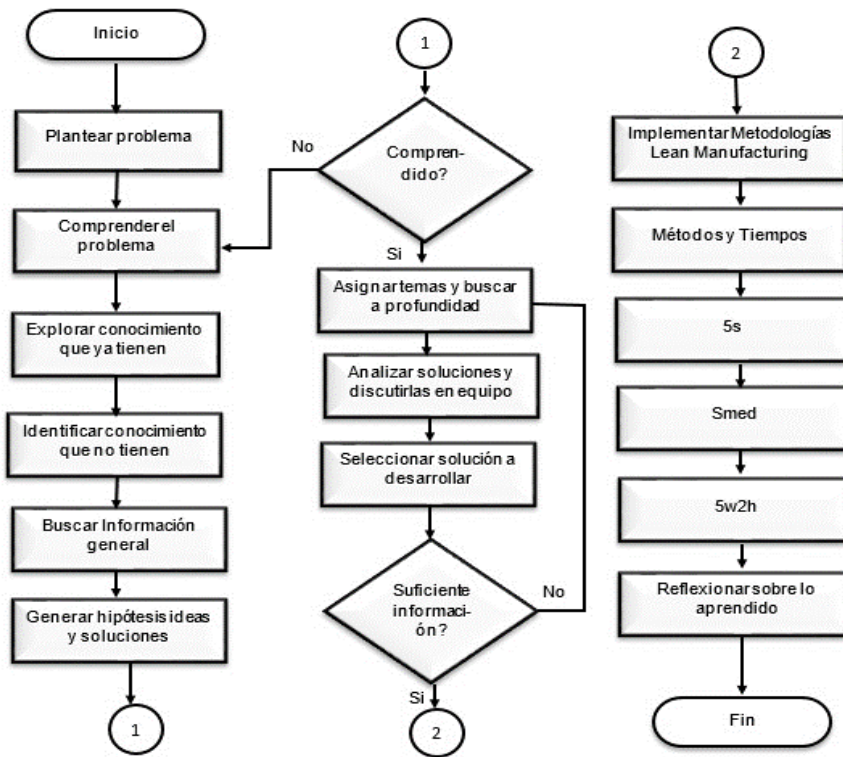 Inicio
Plantear problema
Comprender el
problema
Explorar conocimiento
que ya tienen
Identificar conocimiento
que no tienen
Buscar Información
general
Generar hipótesis ideas
y soluciones
1
1
Compren-
dido?
No
Si
Asignar temas y buscar
a profundidad
Analizar soluciones y
discutirlas en equipo
Seleccionar solución a
desarrollar
Suficiente
informaci-
ón?
No
Si
2
2
Implementar Metodologías
Lean Manufacturing
Métodos y Tiempos
5s
Smed
5w2h
Reflexionar sobre lo
aprendido
Fin